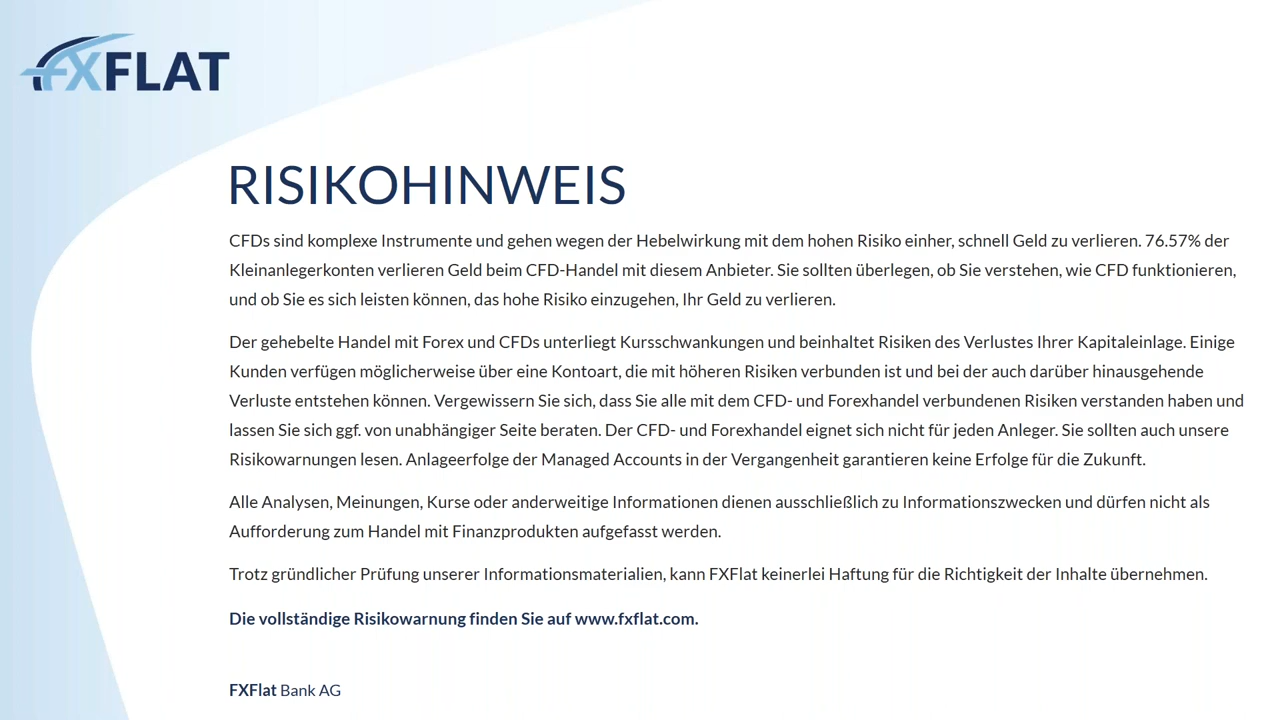 FXFLAT
RISIKOHINWEIS
CFDs sind komplexe Instrumente und gehen wegen der Hebelwirkung mit dem hohen Risiko einher, schnell Geld zu verlieren. 76.57% der
Kleinanlegerkonten verlieren Geld beim CFD-Handel mit diesem Anbieter. Sie sollten überlegen, ob Sie verstehen, wie CFD funktionieren,
und ob Sie es sich leisten können, das hohe Risiko einzugehen, Ihr Geld zu verlieren.
Der gehebelte Handel mit Forex und CFDs unterliegt Kursschwankungen und beinhaltet Risiken des Verlustes Ihrer Kapitaleinlage. Einige
Kunden verfügen möglicherweise über eine Kontoart, die mit höheren Risiken verbunden ist und bei der auch darüber hinausgehende
Verluste entstehen können. Vergewissern Sie sich, dass Sie alle mit dem CFD- und Forexhandel verbundenen Risiken verstanden haben und
lassen Sie sich ggf. von unabhängiger Seite beraten. Der CFD- und Forexhandel eignet sich nicht für jeden Anleger. Sie sollten auch unsere
Risikowarnungen lesen. Anlageerfolge der Managed Accounts in der Vergangenheit garantieren keine Erfolge für die Zukunft.
Alle Analysen, Meinungen, Kurse oder anderweitige Informationen dienen ausschließlich zu Informationszwecken und dürfen nicht als
Aufforderung zum Handel mit Finanzprodukten aufgefasst werden.
Trotz gründlicher Prüfung unserer Informationsmaterialien, kann FXFlat keinerlei Haftung für die Richtigkeit der Inhalte übernehmen.
Die vollständige Risikowarnung finden Sie auf www.fxflat.com.
FXFlat Bank AG